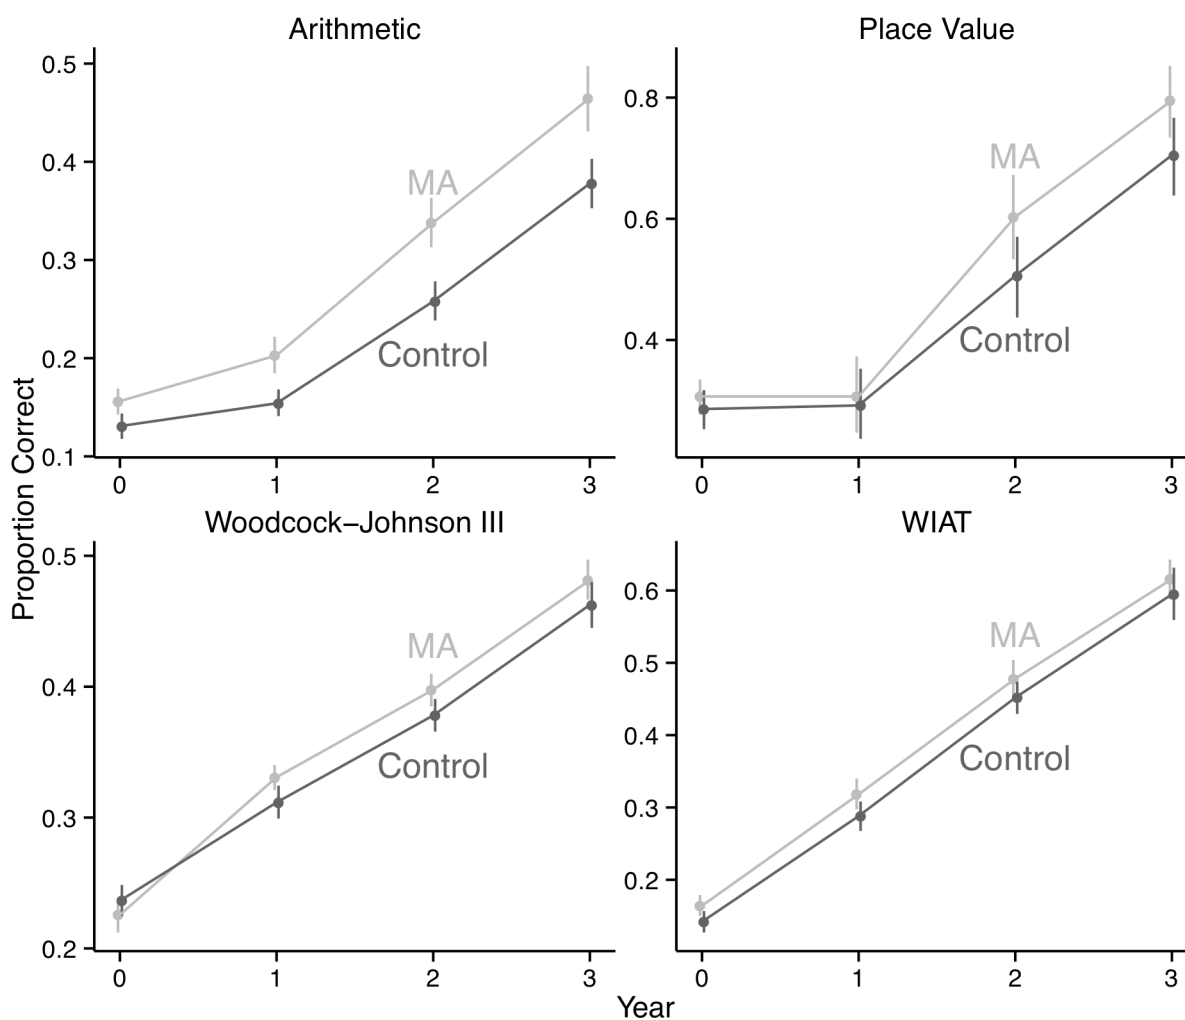 Arithmetic
Place Value
0.5
0.4
0.3
0.2
0.1
MA
Control
0 1 2 3
0.8
0.6
0.4
MA
Control
0 1 2 3
Proportion Correct
Woodcock–Johnson III
WIAT
0.5
0.4
0.3
0.2
MA
Control
0 1 2 3
0.6
0.5
0.4
0.3
0.2
MA
Control
0 1 2 3
Year